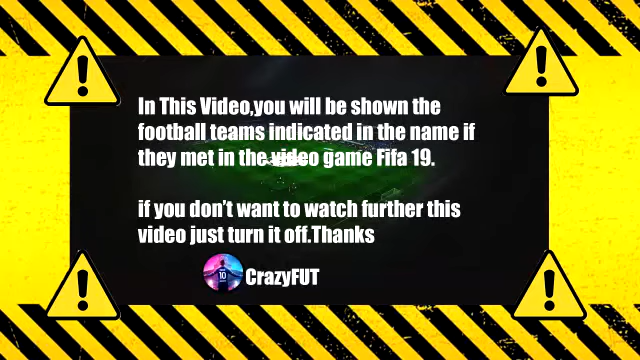 In This Video,you will be shown the
football teams indicated in the name if
they met in the video game Fifa 19.
if you don't want to watch further this
video just turn it off.Thanks
10
CrazyFUT